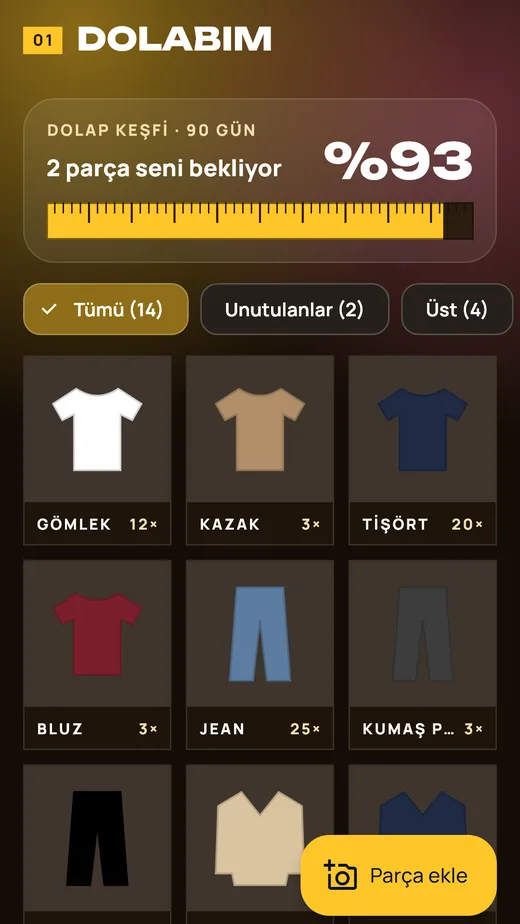 01 DOLABIM
DOLAP KEŞFİ · 90 GÜN
2 parça seni bekliyor
%93
Tümü (14)
Unutulanlar (2)
Üst (4)
GÖMLEK 12×
KAZAK 3×
TİŞÖRT 20×
BLUZ 3×
JEAN 25×
KUMAŞ P… 3×
Parça ekle